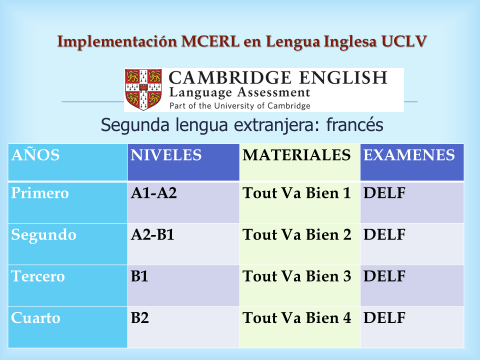 Implementación MCERL en Lengua Inglesa UCLV
CAMBRIDGE ENGLISH
Language Assessment
Part of the University of Cambridge
Segunda lengua extranjera: francés
AÑOS NIVELES MATERIALES EXAMENES
Primero A1-A2 Tout Va Bien 1 DELF
Segundo A2-B1 Tout Va Bien 2 DELF
Tercero B1 Tout Va Bien 3 DELF
Cuarto B2 Tout Va Bien 4 DELF